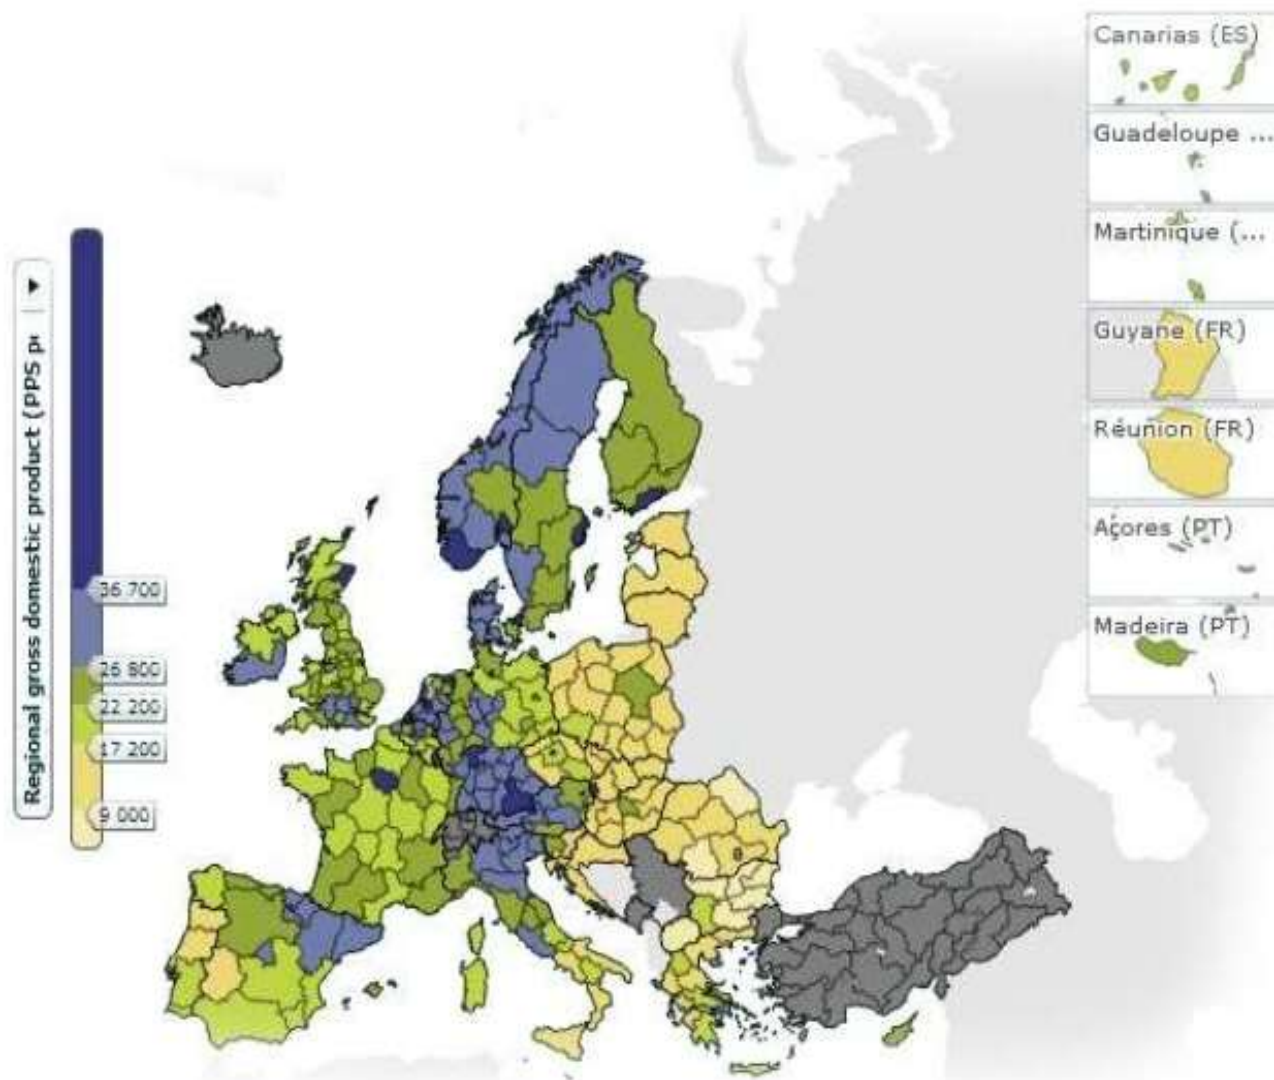 Regional gross domestic product (PPS p
36 700
26 800
22 200
17 200
9 000
Canarias (ES)
Guadeloupe ...
Martinique (...
Guyane (FR)
Réunion (FR)
Açores (PT)
Madeira (PT)